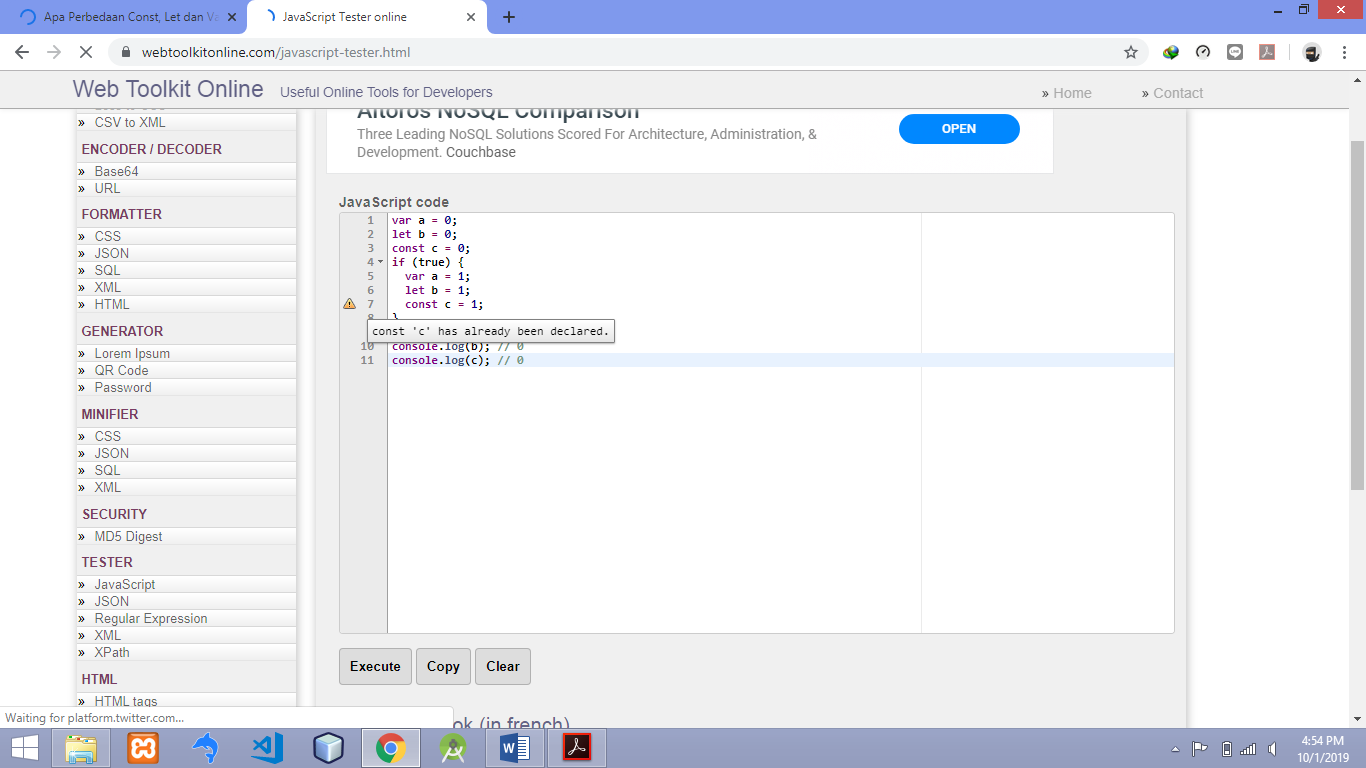 Apa Perbedaan Const, Let dan Va
JavaScript Tester online
webtoolkitonline.com/javascript-tester.html
Web Toolkit Online
Useful Online Tools for Developers
» Home
» Contact
» CSV to XML
ENCODER / DECODER
» Base64
» URL
FORMATTER
» CSS
» JSON
» SQL
» XML
» HTML
GENERATOR
» Lorem Ipsum
» QR Code
» Password
MINIFIER
» CSS
» JSON
» SQL
» XML
SECURITY
» MD5 Digest
TESTER
» JavaScript
» JSON
» Regular Expression
» XML
» XPath
HTML
» HTML tags
Altoros NoSQL Comparison
Three Leading NoSQL Solutions Scored For Architecture, Administration, &
Development. Couchbase
OPEN
JavaScript code
1 var a = 0;
2 let b = 0;
3 const c = 0;
4 if (true) {
5 var a = 1;
6 let b = 1;
7 const c = 1;
8 }
const 'c' has already been declared.
10 console.log(b); // 0
11 console.log(c); // 0
Execute
Copy
Clear
ok (in french)
Waiting for platform.twitter.com...
4:54 PM
10/1/2019